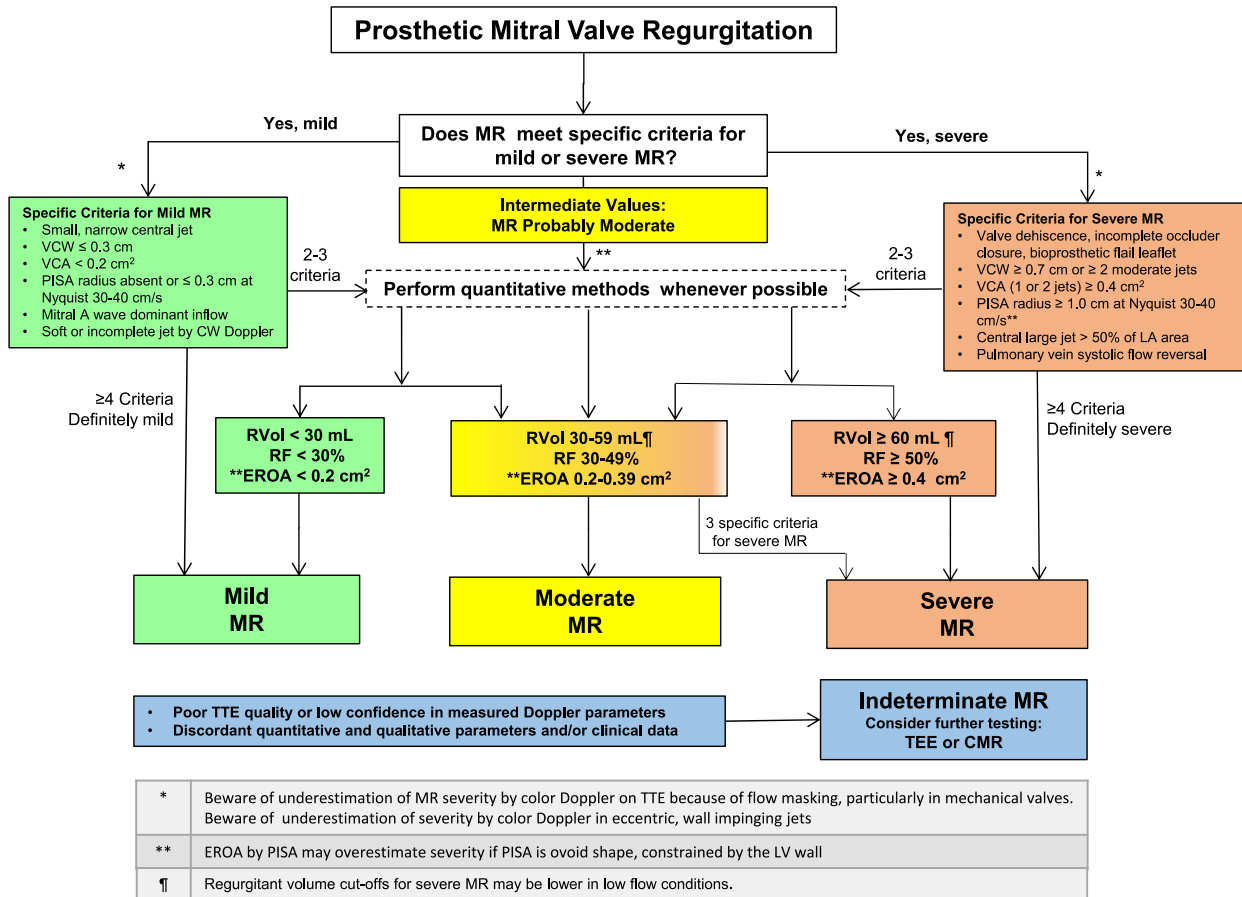 Prosthetic Mitral Valve Regurgitation
Yes, mild
Does MR meet specific criteria for
mild or severe MR?
Yes, severe
*
*
Intermediate Values:
MR Probably Moderate
**
Specific Criteria for Mild MR
• Small, narrow central jet
• VCW ≤ 0.3 cm
• VCA < 0.2 cm²
• PISA radius absent or ≤ 0.3 cm at
Nyquist 30-40 cm/s
• Mitral A wave dominant inflow
• Soft or incomplete jet by CW Doppler
2-3
criteria
Perform quantitative methods whenever possible
2-3
criteria
Specific Criteria for Severe MR
• Valve dehiscence, incomplete occluder
closure, bioprosthetic flail leaflet
• VCW ≥ 0.7 cm or ≥ 2 moderate jets
• VCA (1 or 2 jets) ≥ 0.4 cm²
• PISA radius ≥ 1.0 cm at Nyquist 30-40
cm/s**
• Central large jet > 50% of LA area
• Pulmonary vein systolic flow reversal
≥4 Criteria
Definitely mild
≥4 Criteria
Definitely severe
RVol < 30 mL
RF < 30%
**EROA < 0.2 cm²
RVol 30-59 mL¶
RF 30-49%
**EROA 0.2-0.39 cm²
RVol ≥ 60 mL ¶
RF ≥ 50%
**EROA ≥ 0.4 cm²
3 specific criteria
for severe MR
Mild
MR
Moderate
MR
Severe
MR
• Poor TTE quality or low confidence in measured Doppler parameters
• Discordant quantitative and qualitative parameters and/or clinical data
Indeterminate MR
Consider further testing:
TEE or CMR
* Beware of underestimation of MR severity by color Doppler on TTE because of flow masking, particularly in mechanical valves.
Beware of underestimation of severity by color Doppler in eccentric, wall impinging jets
** EROA by PISA may overestimate severity if PISA is ovoid shape, constrained by the LV wall
¶ Regurgitant volume cut-offs for severe MR may be lower in low flow conditions.